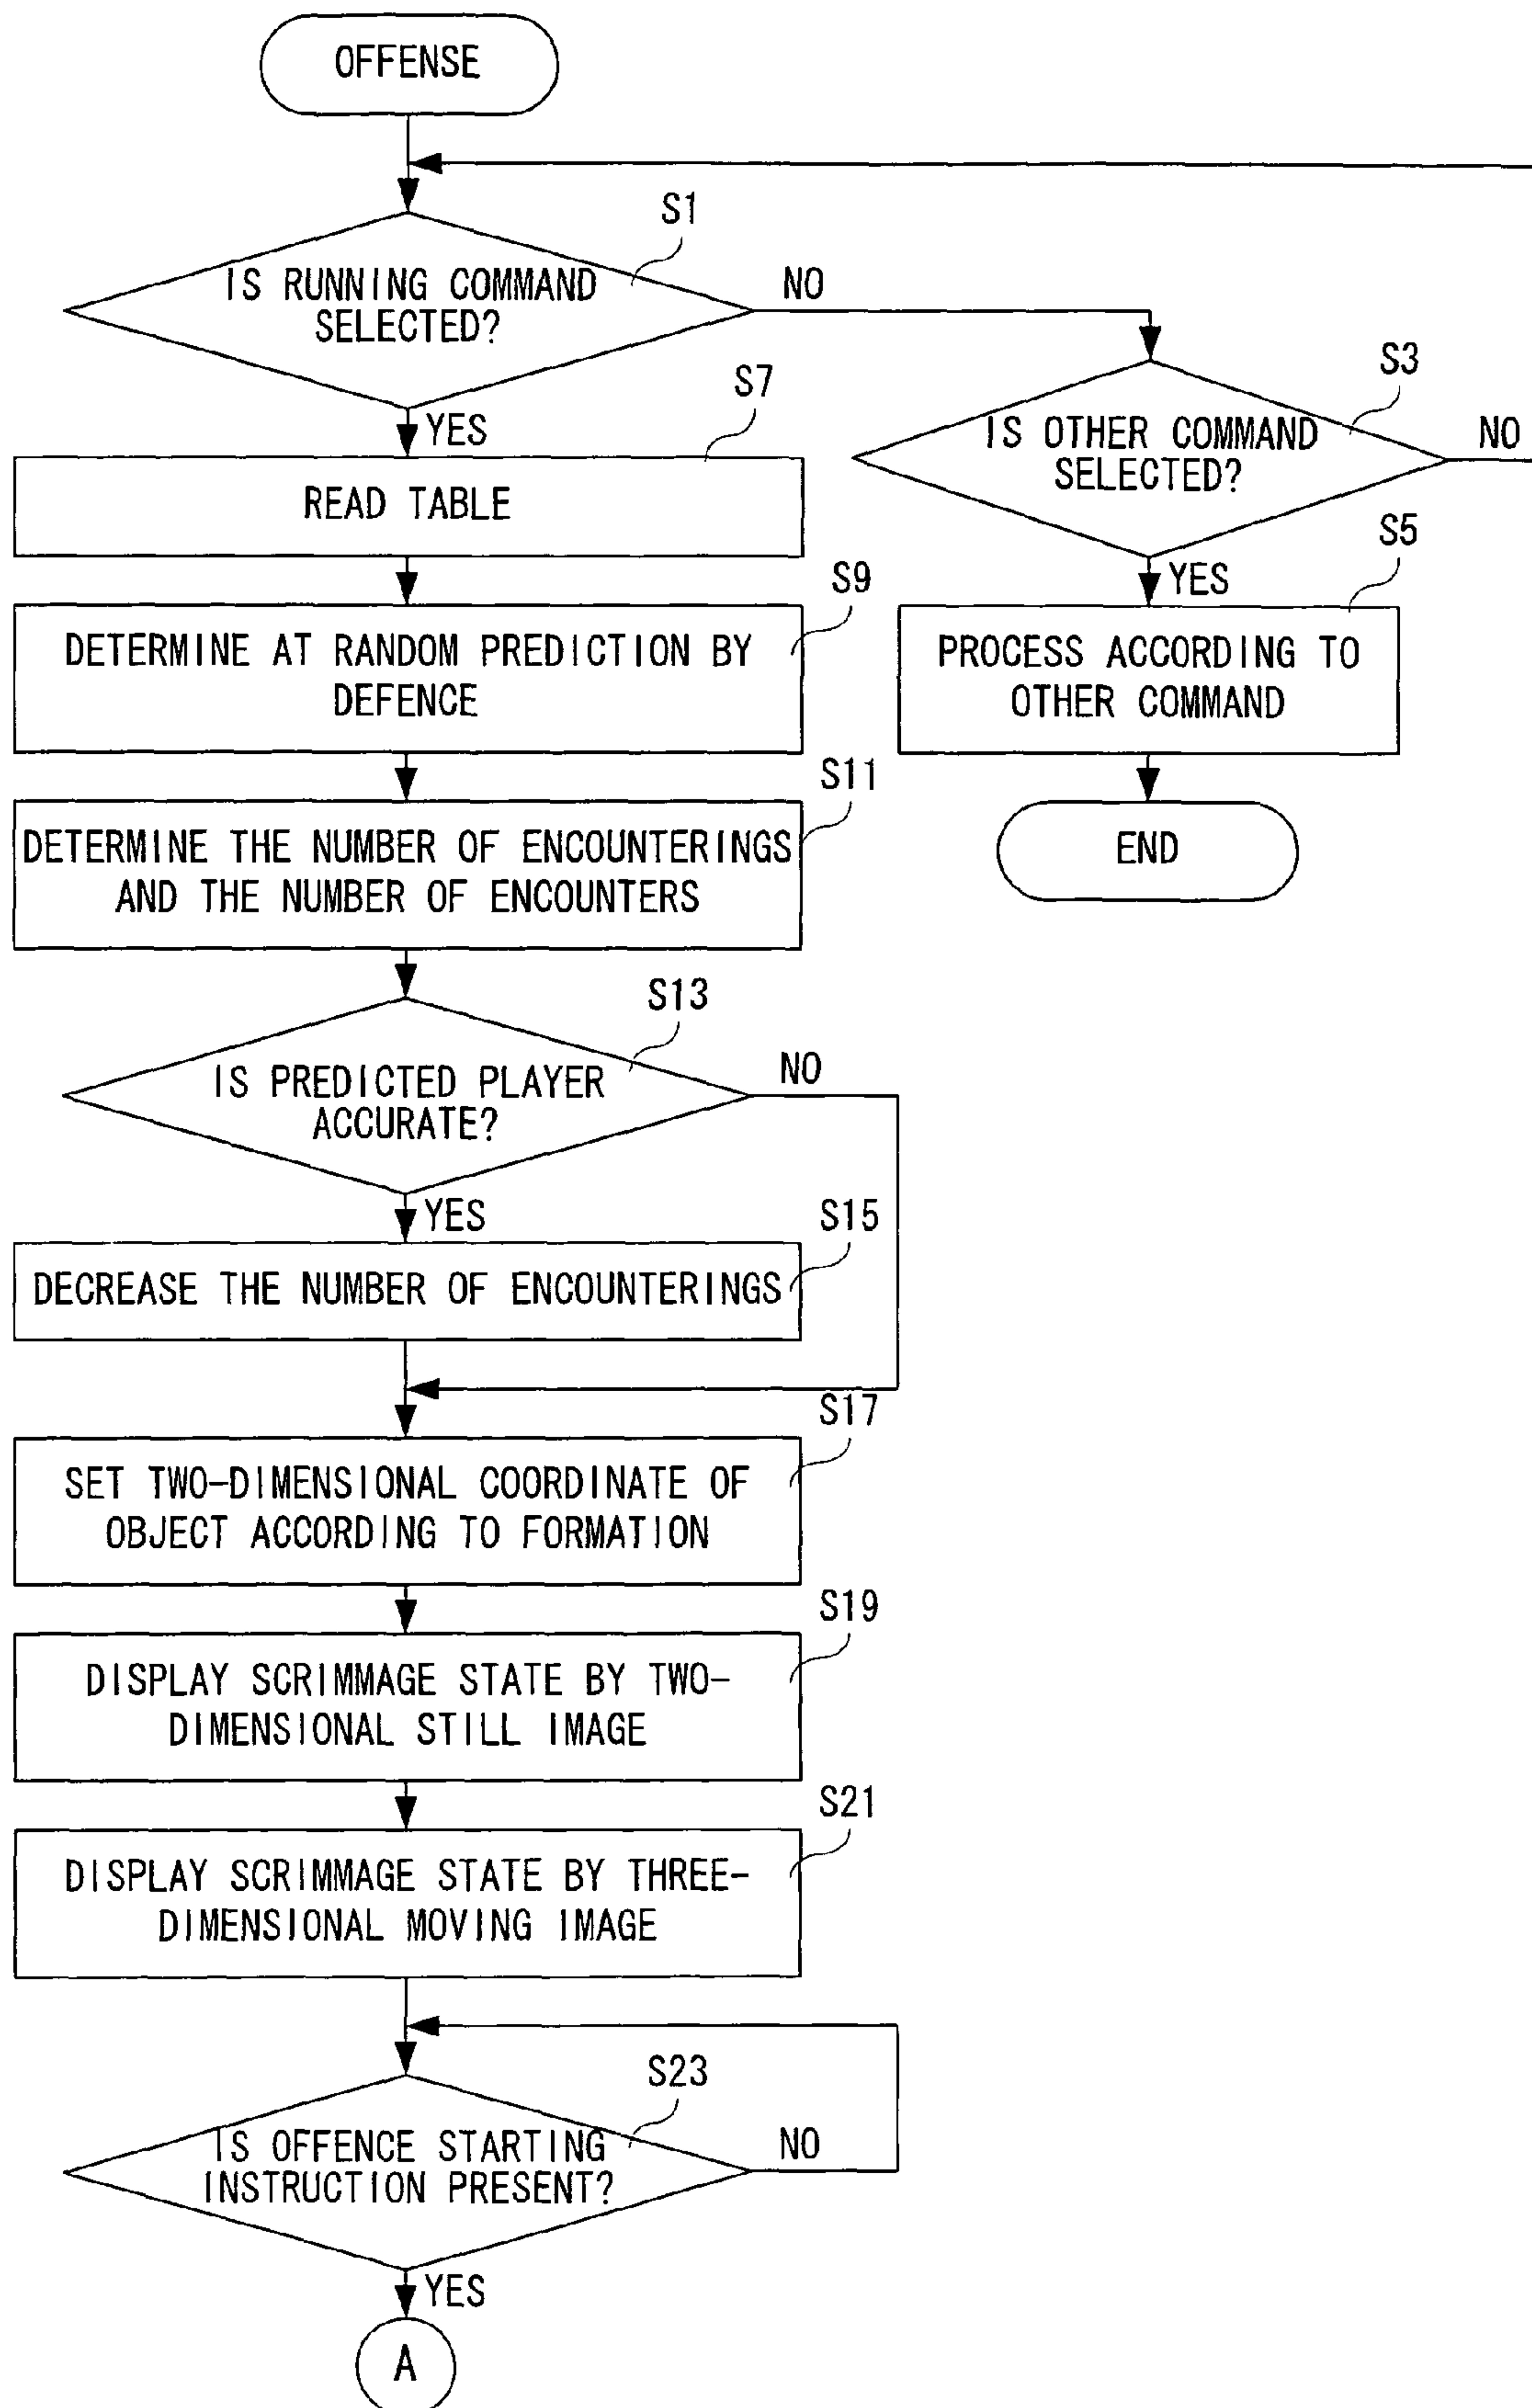 OFFENSE
S1
IS RUNNING COMMAND
SELECTED?
NO
YES
S3
IS OTHER COMMAND
SELECTED?
NO
YES
S5
PROCESS ACCORDING TO
OTHER COMMAND
END
S7
READ TABLE
S9
DETERMINE AT RANDOM PREDICTION BY
DEFENCE
S11
DETERMINE THE NUMBER OF ENCOUNTERINGS
AND THE NUMBER OF ENCOUNTERS
S13
IS PREDICTED PLAYER
ACCURATE?
NO
YES
S15
DECREASE THE NUMBER OF ENCOUNTERINGS
S17
SET TWO-DIMENSIONAL COORDINATE OF
OBJECT ACCORDING TO FORMATION
S19
DISPLAY SCRIMMAGE STATE BY TWO-
DIMENSIONAL STILL IMAGE
S21
DISPLAY SCRIMMAGE STATE BY THREE-
DIMENSIONAL MOVING IMAGE
S23
IS OFFENCE STARTING
INSTRUCTION PRESENT?
NO
YES
A